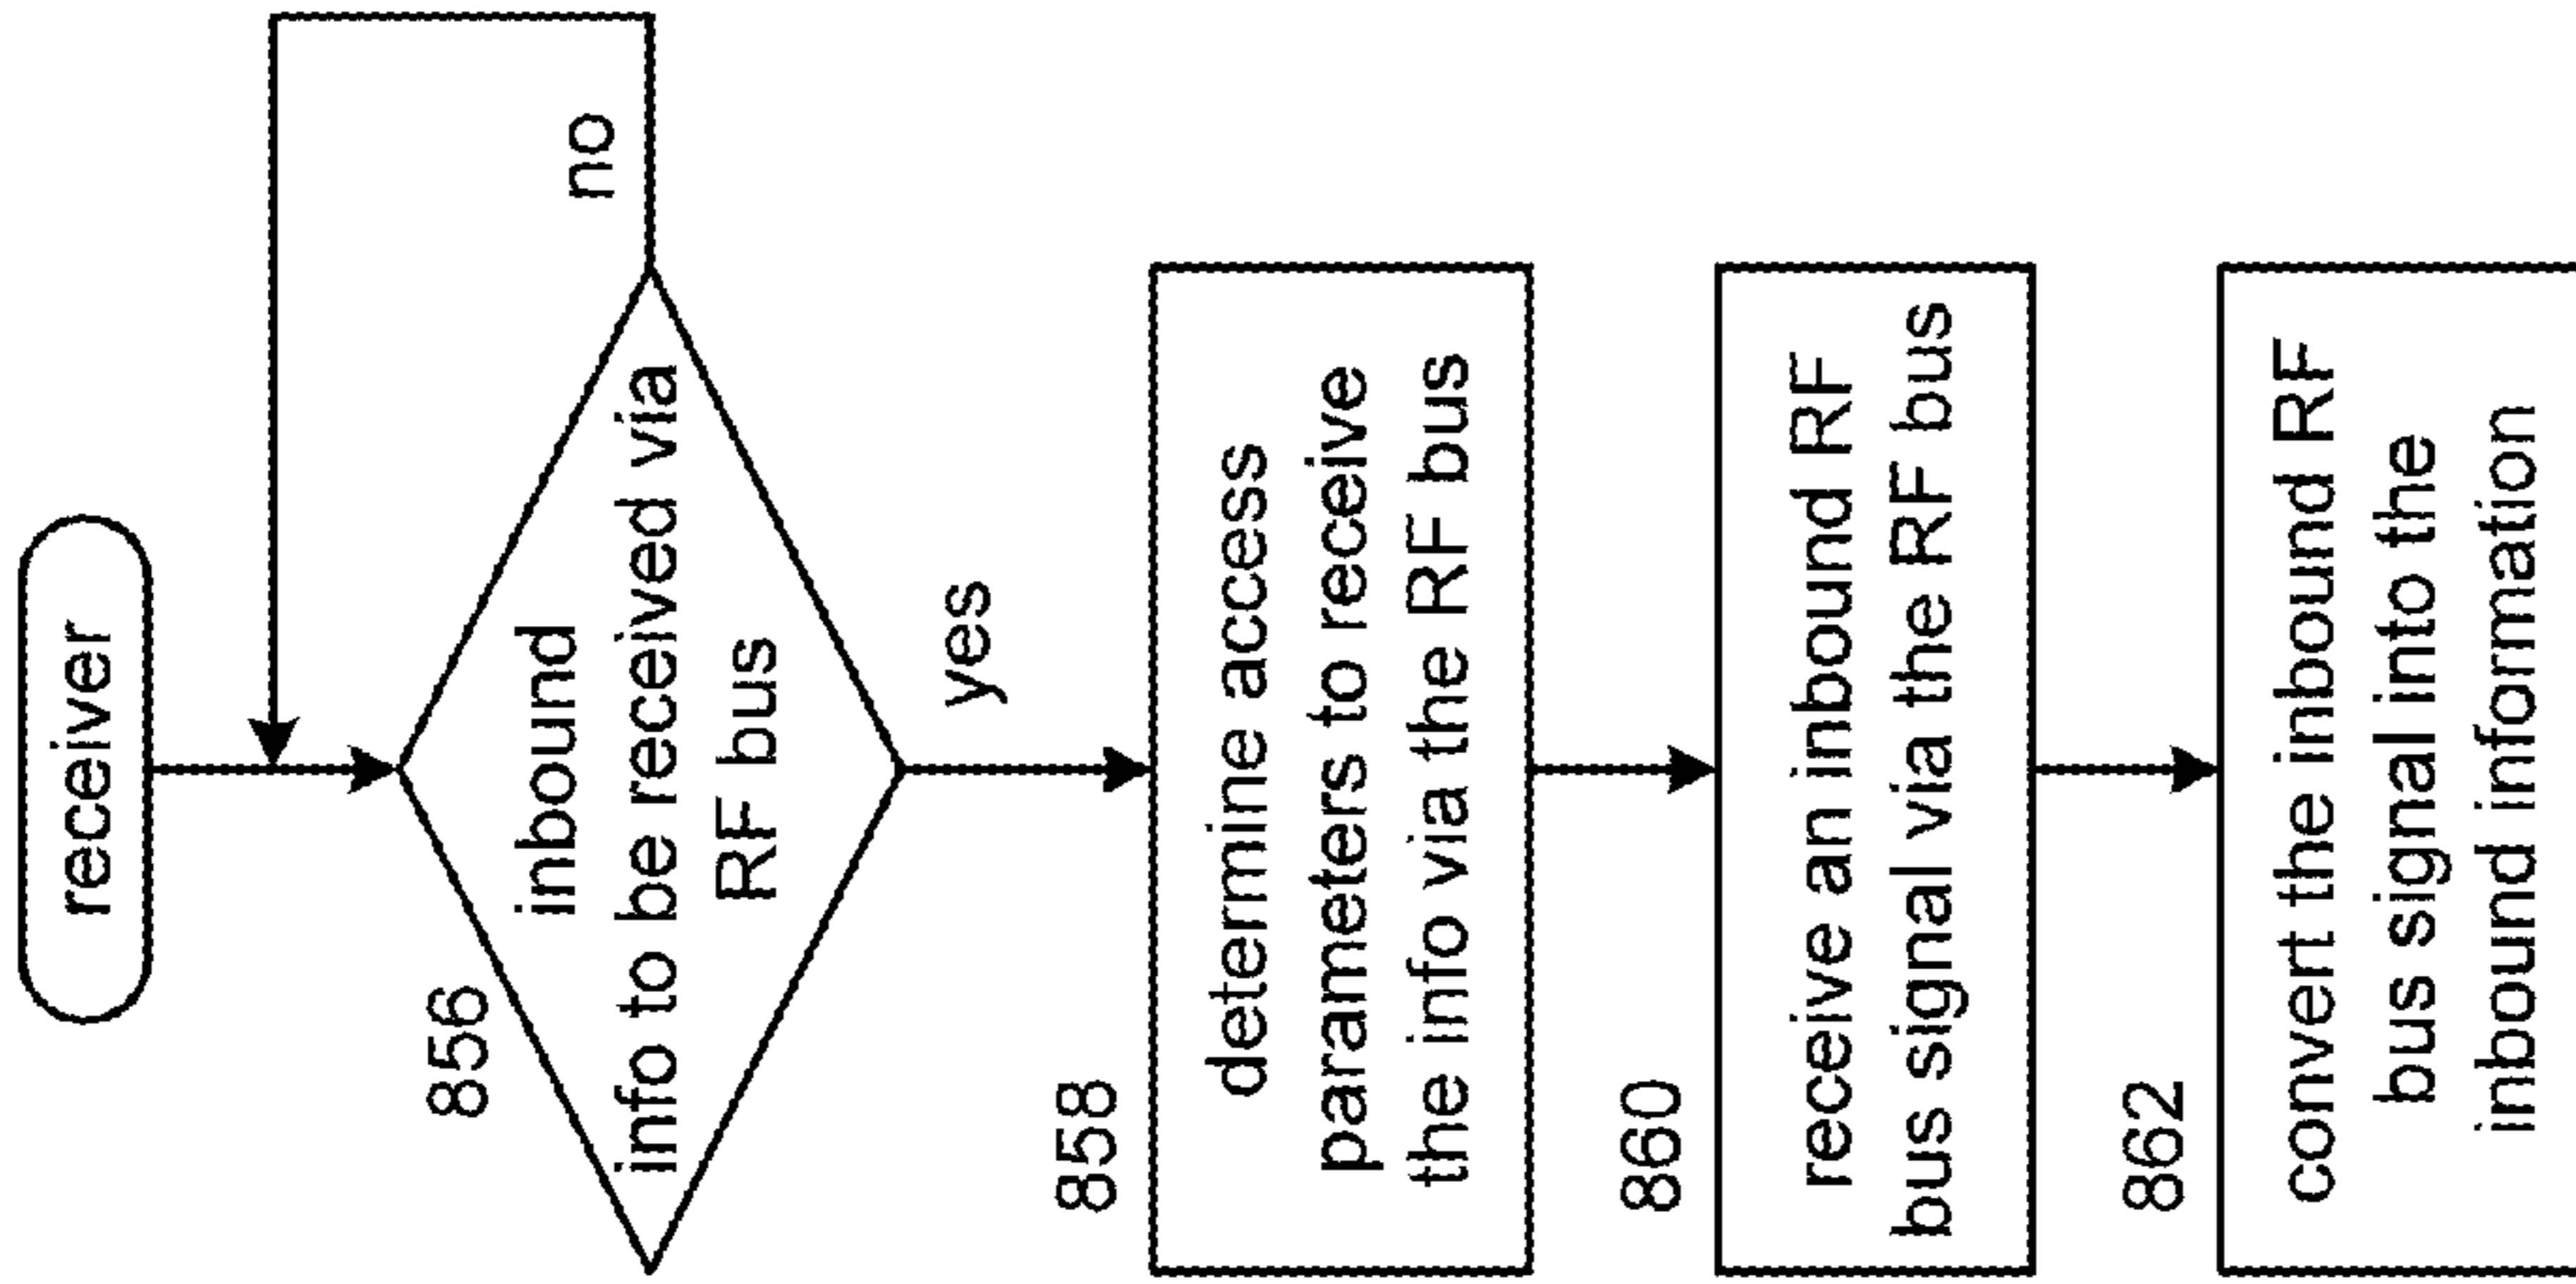 receiver
no
856
inbound
info to be received via
RF bus
yes
858
determine access
parameters to receive
the info via the RF bus
860
receive an inbound RF
bus signal via the RF bus
862
convert the inbound RF
bus signal into the
inbound information